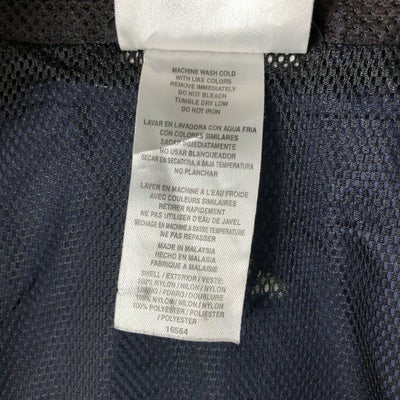 MACHINE WASH COLD
WITH LIKE COLORS
REMOVE IMMEDIATELY
DO NOT BLEACH
TUMBLE DRY LOW
DO NOT IRON
LAVAR EN LAVADORA CON AGUA FRIA
CON COLORES SIMILARES
SACAR INMEDIATAMENTE
NO USAR BLANQUEADOR
SECAR EN SECADORA, A BAJA TEMPERATURA
NO PLANCHAR
LAVER EN MACHINE À L'EAU FROIDE
AVEC COULEURS SIMILAIRES
RETIRER RAPIDEMENT
NE PAS UTILISER D'EAU DE JAVEL
SECHAGE EN MACHINE A BASSE TEMPERATURE
NE PAS REPASSER
MADE IN MALAYSIA
HECHO EN MALASIA
FABRIQUE A MALAISIE
SHELL / EXTERIOR / VESTE:
100% NYLON / NILON / NYLON
LINING / FORRO / DOUBLURE
100% NYLON / NILON / NYLON
100% POLYESTER / POLIESTER
/ POLYESTER
16564